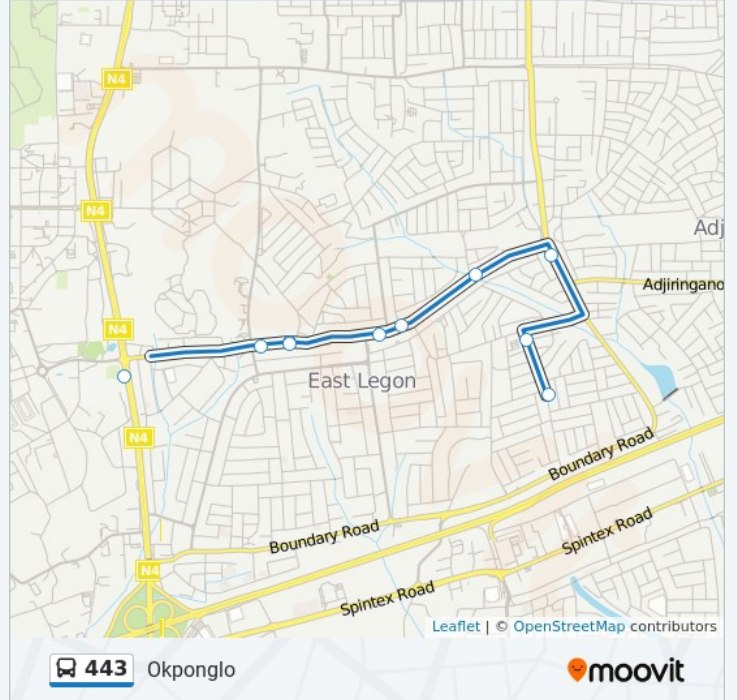 N4
N4
Adj
Adjiringano
N4
East Legon
N4
Boundary Road
Boundary Road
Spintex Road
N4
Spintex Road
Leaflet | © OpenStreetMap contributors
443 Okponglo
moovit